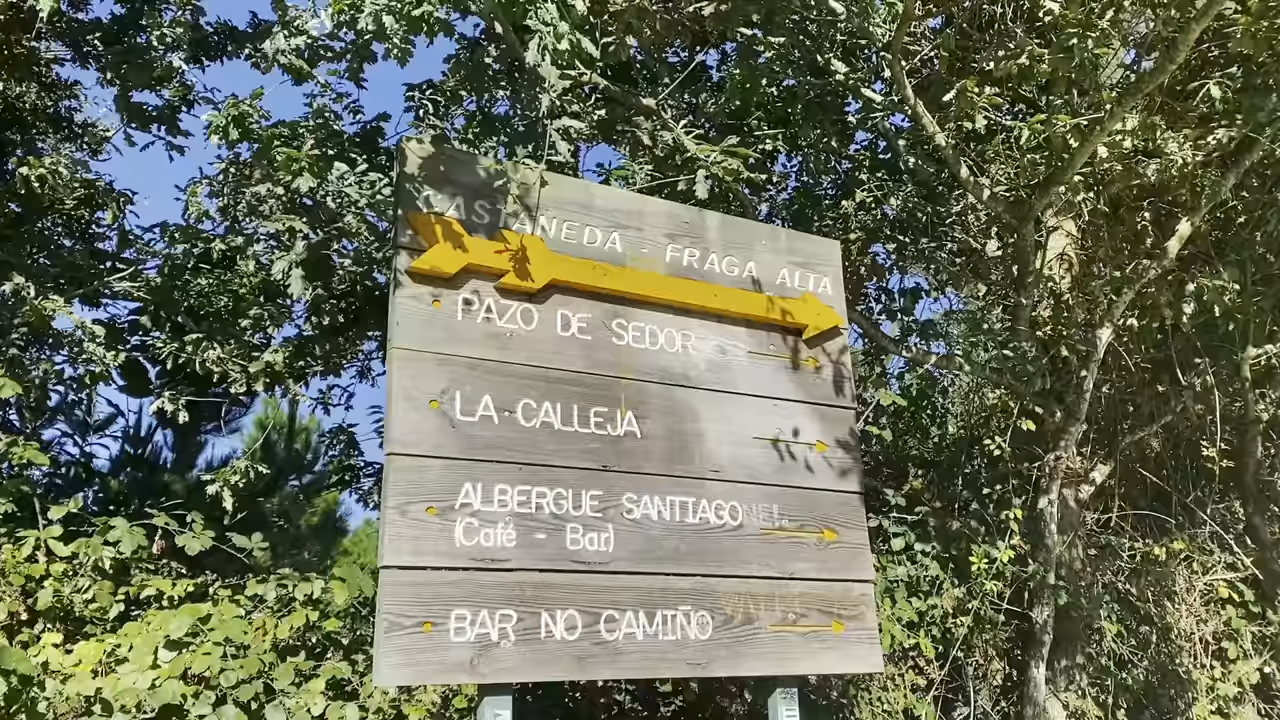 CASTAÑEDA - FRAGA ALTA
PAZO DE SEDOR
LA CALLEJA
ALBERGUE SANTIAGO
(Café - Bar)
BAR NO CAMIÑO